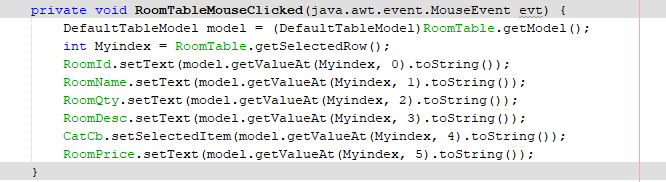 private void RoomTableMouseClicked(java.awt.event.MouseEvent evt) {
DefaultTableModel model = (DefaultTableModel)RoomTable.getModel();
int Myindex = RoomTable.getSelectedRow();
RoomId.setText(model.getValueAt(Myindex, 0).toString());
RoomName.setText(model.getValueAt(Myindex, 1).toString());
RoomQty.setText(model.getValueAt(Myindex, 2).toString());
RoomDesc.setText(model.getValueAt(Myindex, 3).toString());
CatCb.setSelectedItem(model.getValueAt(Myindex, 4).toString());
RoomPrice.setText(model.getValueAt(Myindex, 5).toString());
}